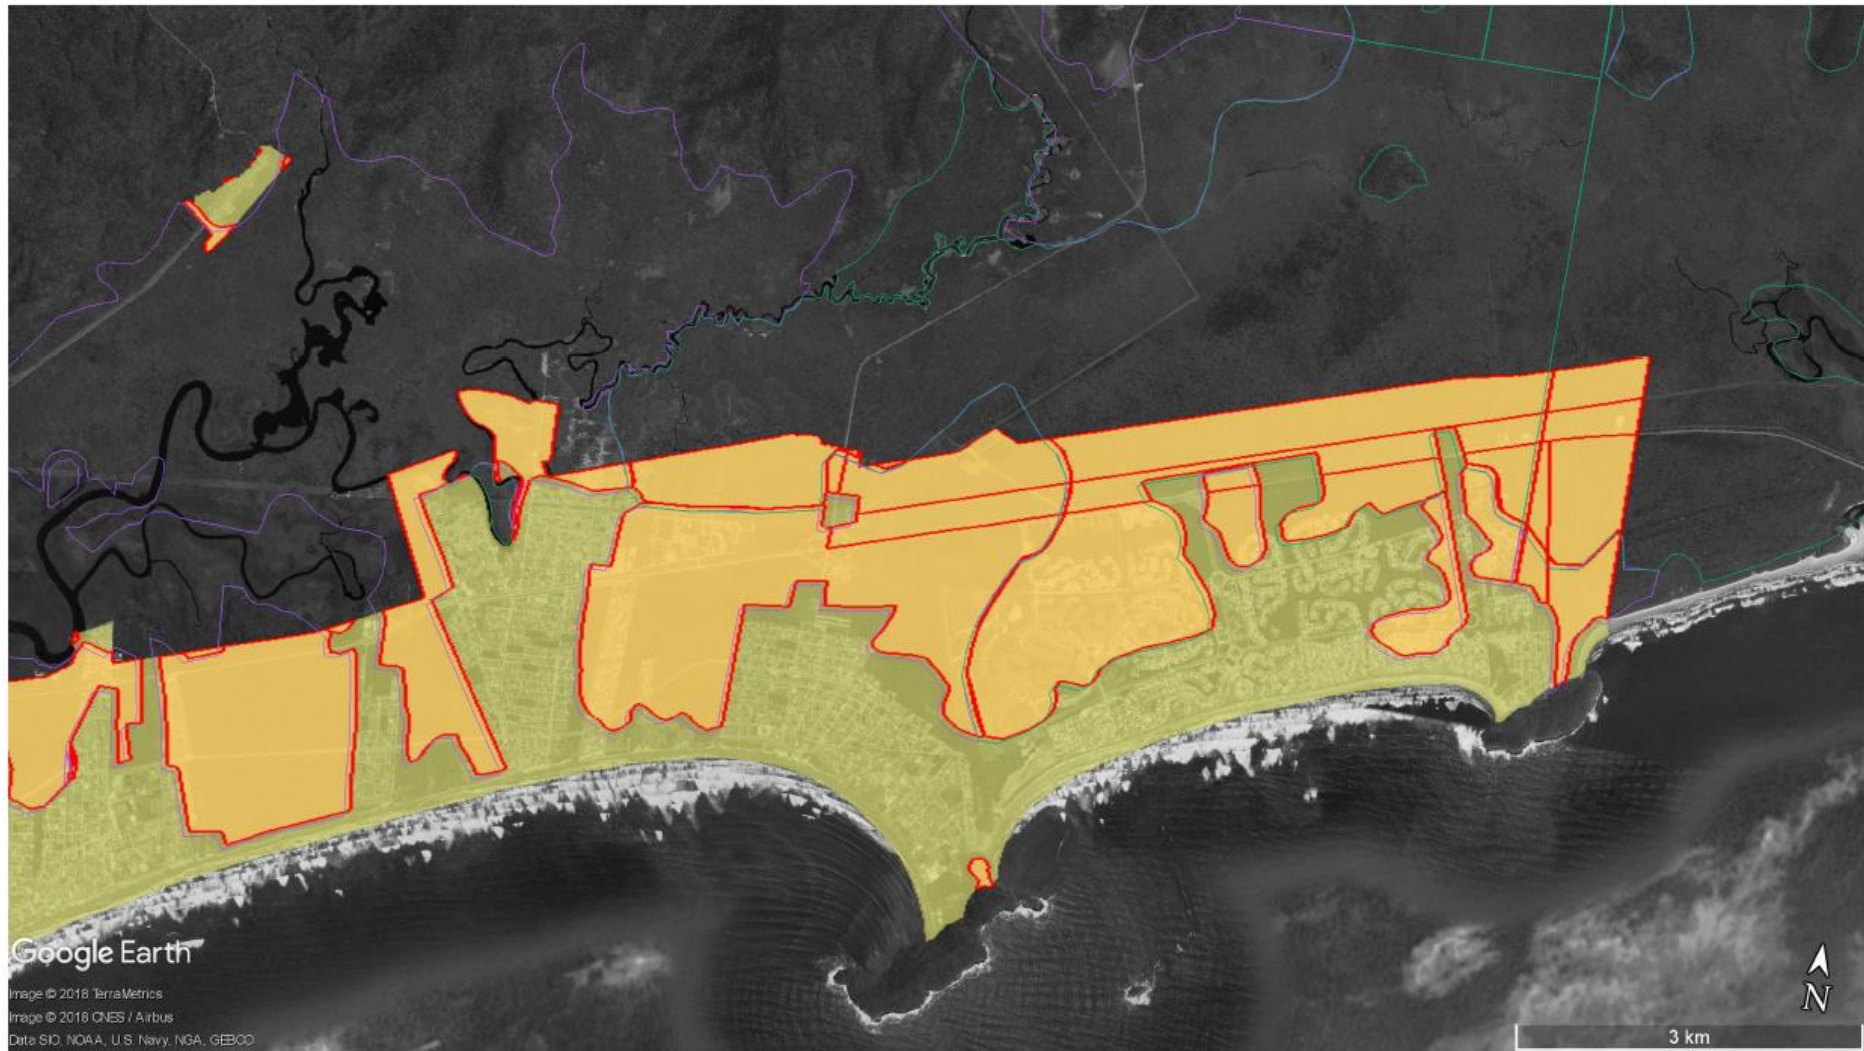 Google Earth
Image © 2018 TerraMetrics
Image © 2018 CNES / Airbus
Data SIO, NOAA, U.S. Navy, NGA, GEBCO
N
3 km